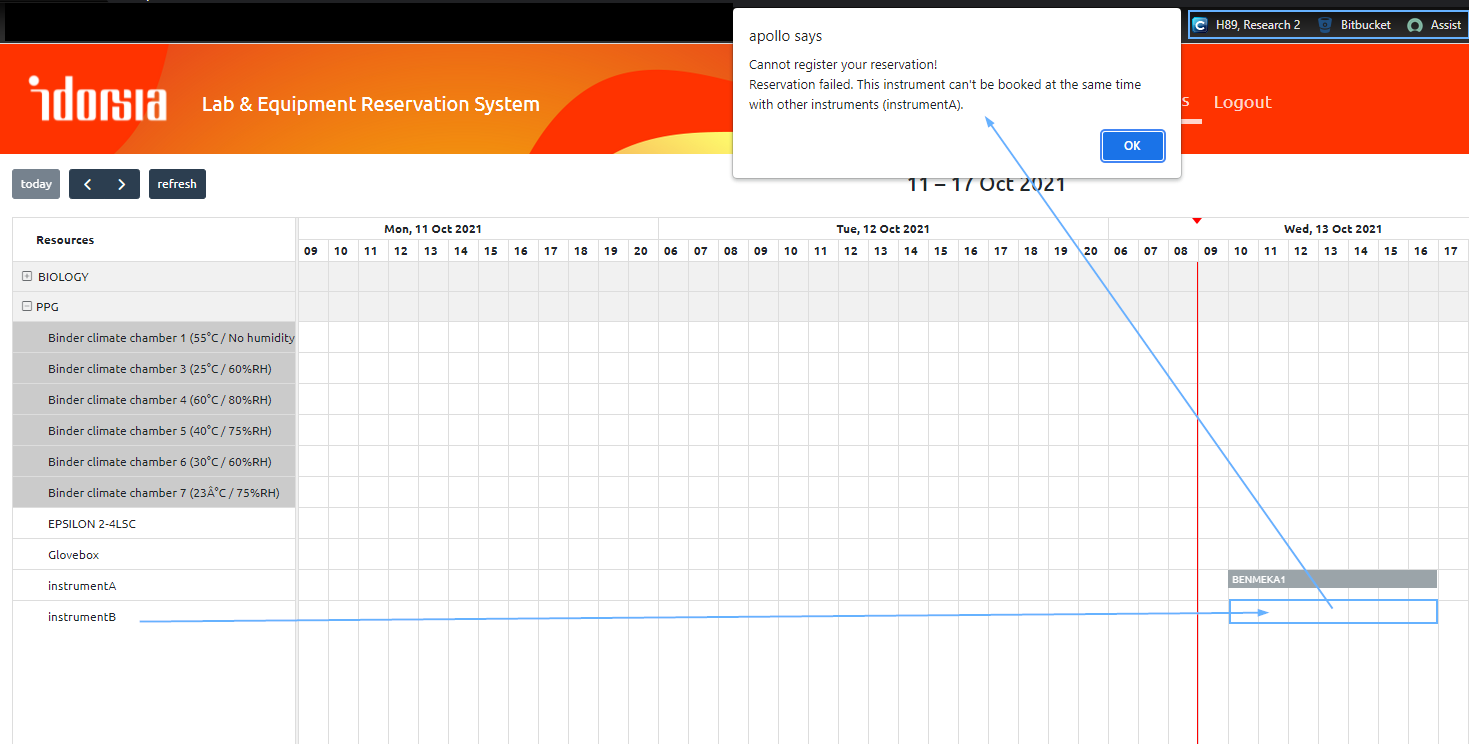 H89, Research 2 Bitbucket Assist
apollo says
Cannot register your reservation!
Reservation failed. This instrument can't be booked at the same time
with other instruments (instrumentA).
OK
idorsia
Lab & Equipment Reservation System
s Logout
today < > refresh
11 – 17 Oct 2021
Resources
Mon, 11 Oct 2021 Tue, 12 Oct 2021 Wed, 13 Oct 2021
09 10 11 12 13 14 15 16 17 18 19 20 06 07 08 09 10 11 12 13 14 15 16 17 18 19 20 06 07 08 09 10 11 12 13 14 15 16 17
BIOLOGY
PPG
Binder climate chamber 1 (55°C / No humidity
Binder climate chamber 3 (25°C / 60%RH)
Binder climate chamber 4 (60°C / 80%RH)
Binder climate chamber 5 (40°C / 75%RH)
Binder climate chamber 6 (30°C / 60%RH)
Binder climate chamber 7 (23Â°C / 75%RH)
EPSILON 2-4LSC
Glovebox
instrumentA
BENMEKA1
instrumentB